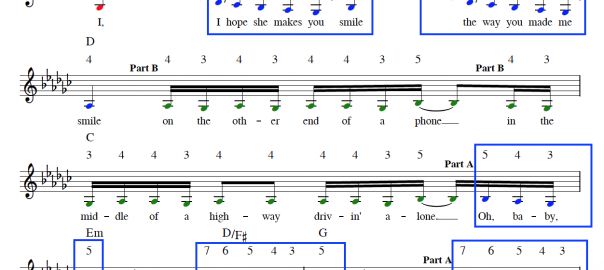 I, I hope she makes you smile the way you made me
D
4 4 3 4 3 4 4 3 5 4 3
Part B Part B
smile on the oth - er end of a phone in the
C
3 4 4 3 4 4 3 4 4 3 5 5 4 3
Part A
mid - dle of a high - way driv - in' a - lone. Oh, ba - by,
Em D/F♯ G
5 7 6 5 4 3 5 7 6 5 4 3
Part A